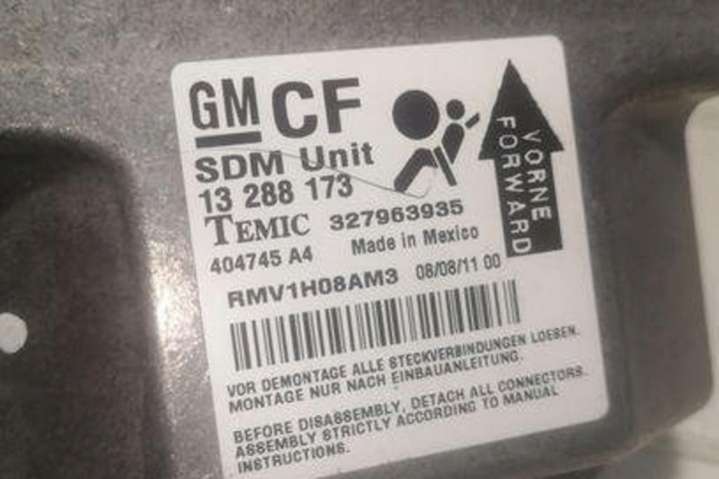 GM CF
SDM Unit
13 288 173
TEMIC 327963935
404745 A4 Made in Mexico
RMV1H08AM3 08/08/11 00
VORNE
FORWARD
VOR DEMONTAGE ALLE STECKVERBINDUNGEN LOESEN.
MONTAGE NUR NACH EINBAUANLEITUNG.
BEFORE DISASSEMBLY, DETACH ALL CONNECTORS.
ASSEMBLY STRICTLY ACCORDING TO MANUAL
INSTRUCTIONS.